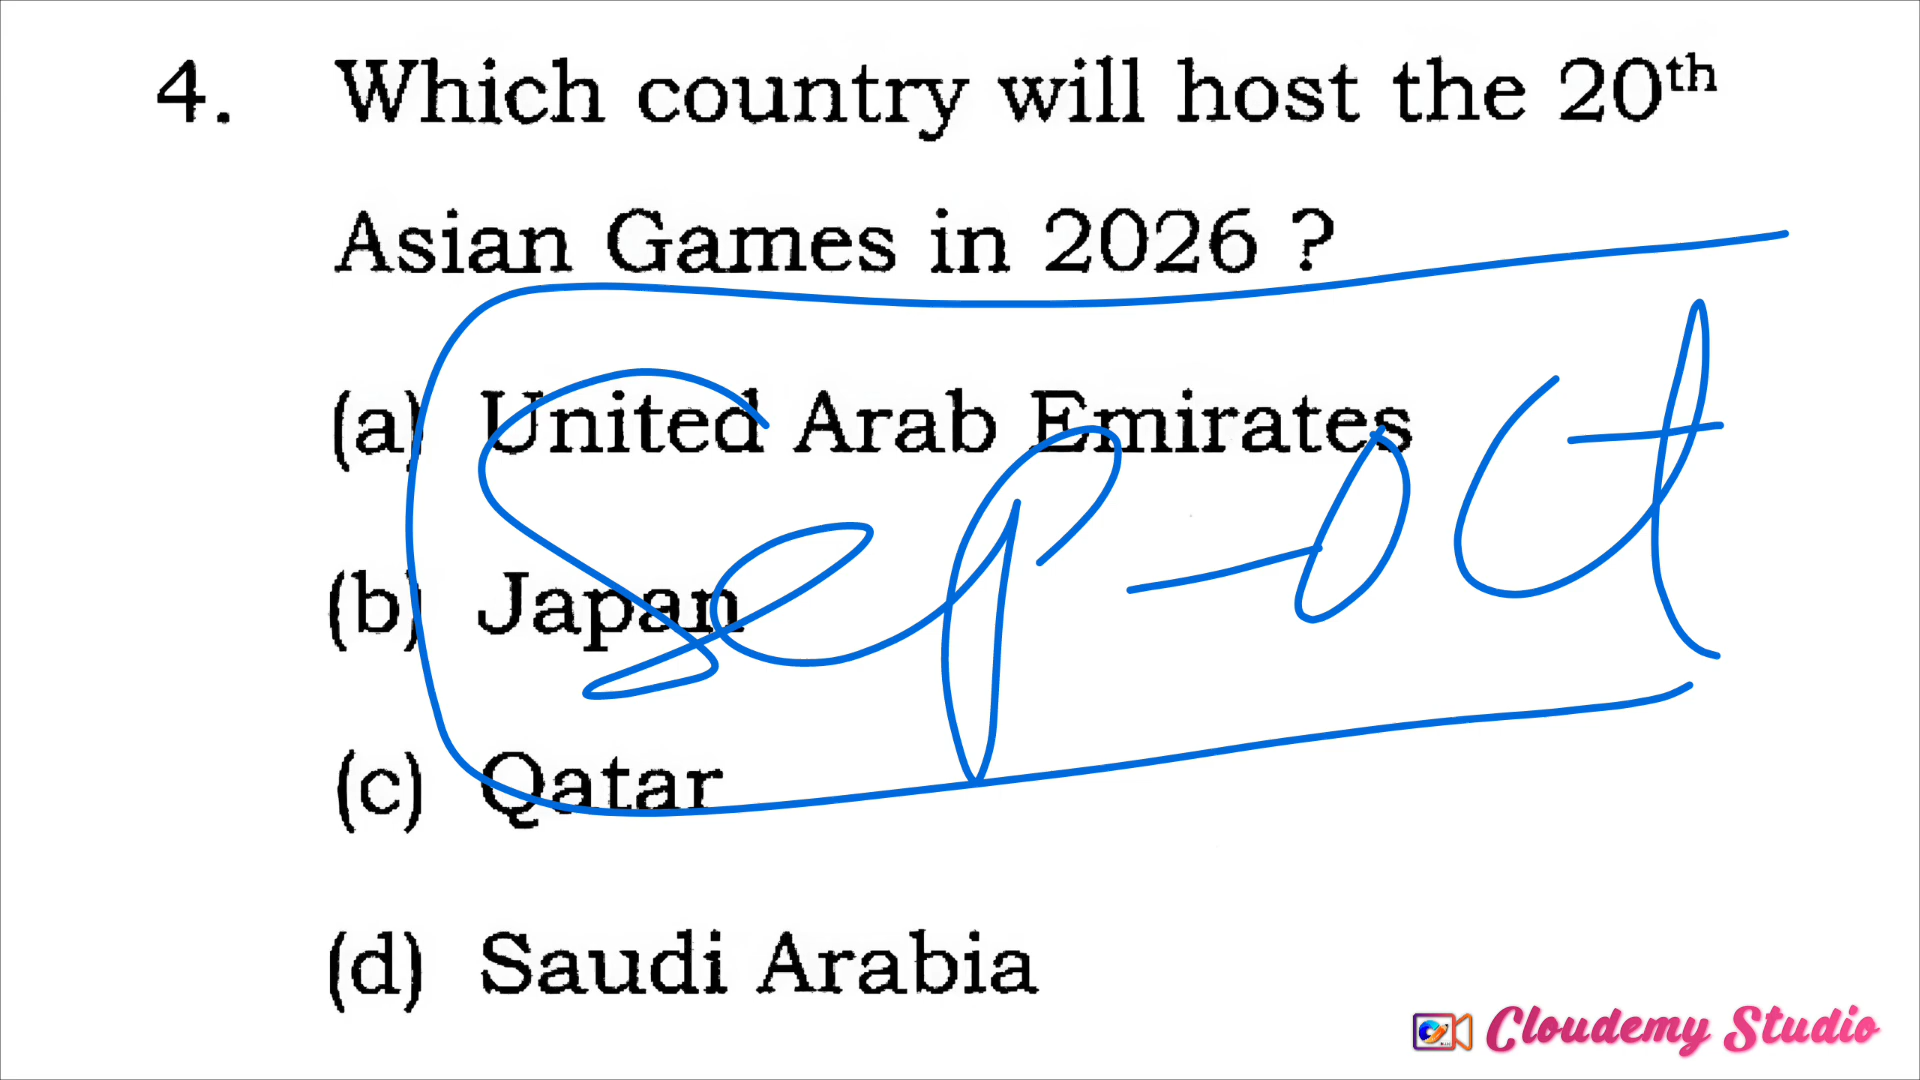 4. Which country will host the 20th
Asian Games in 2026 ?
(a) United Arab Emirates
Sep-oct
(b) Japan
(c) Qatar
(d) Saudi Arabia
Cloudemy Studio